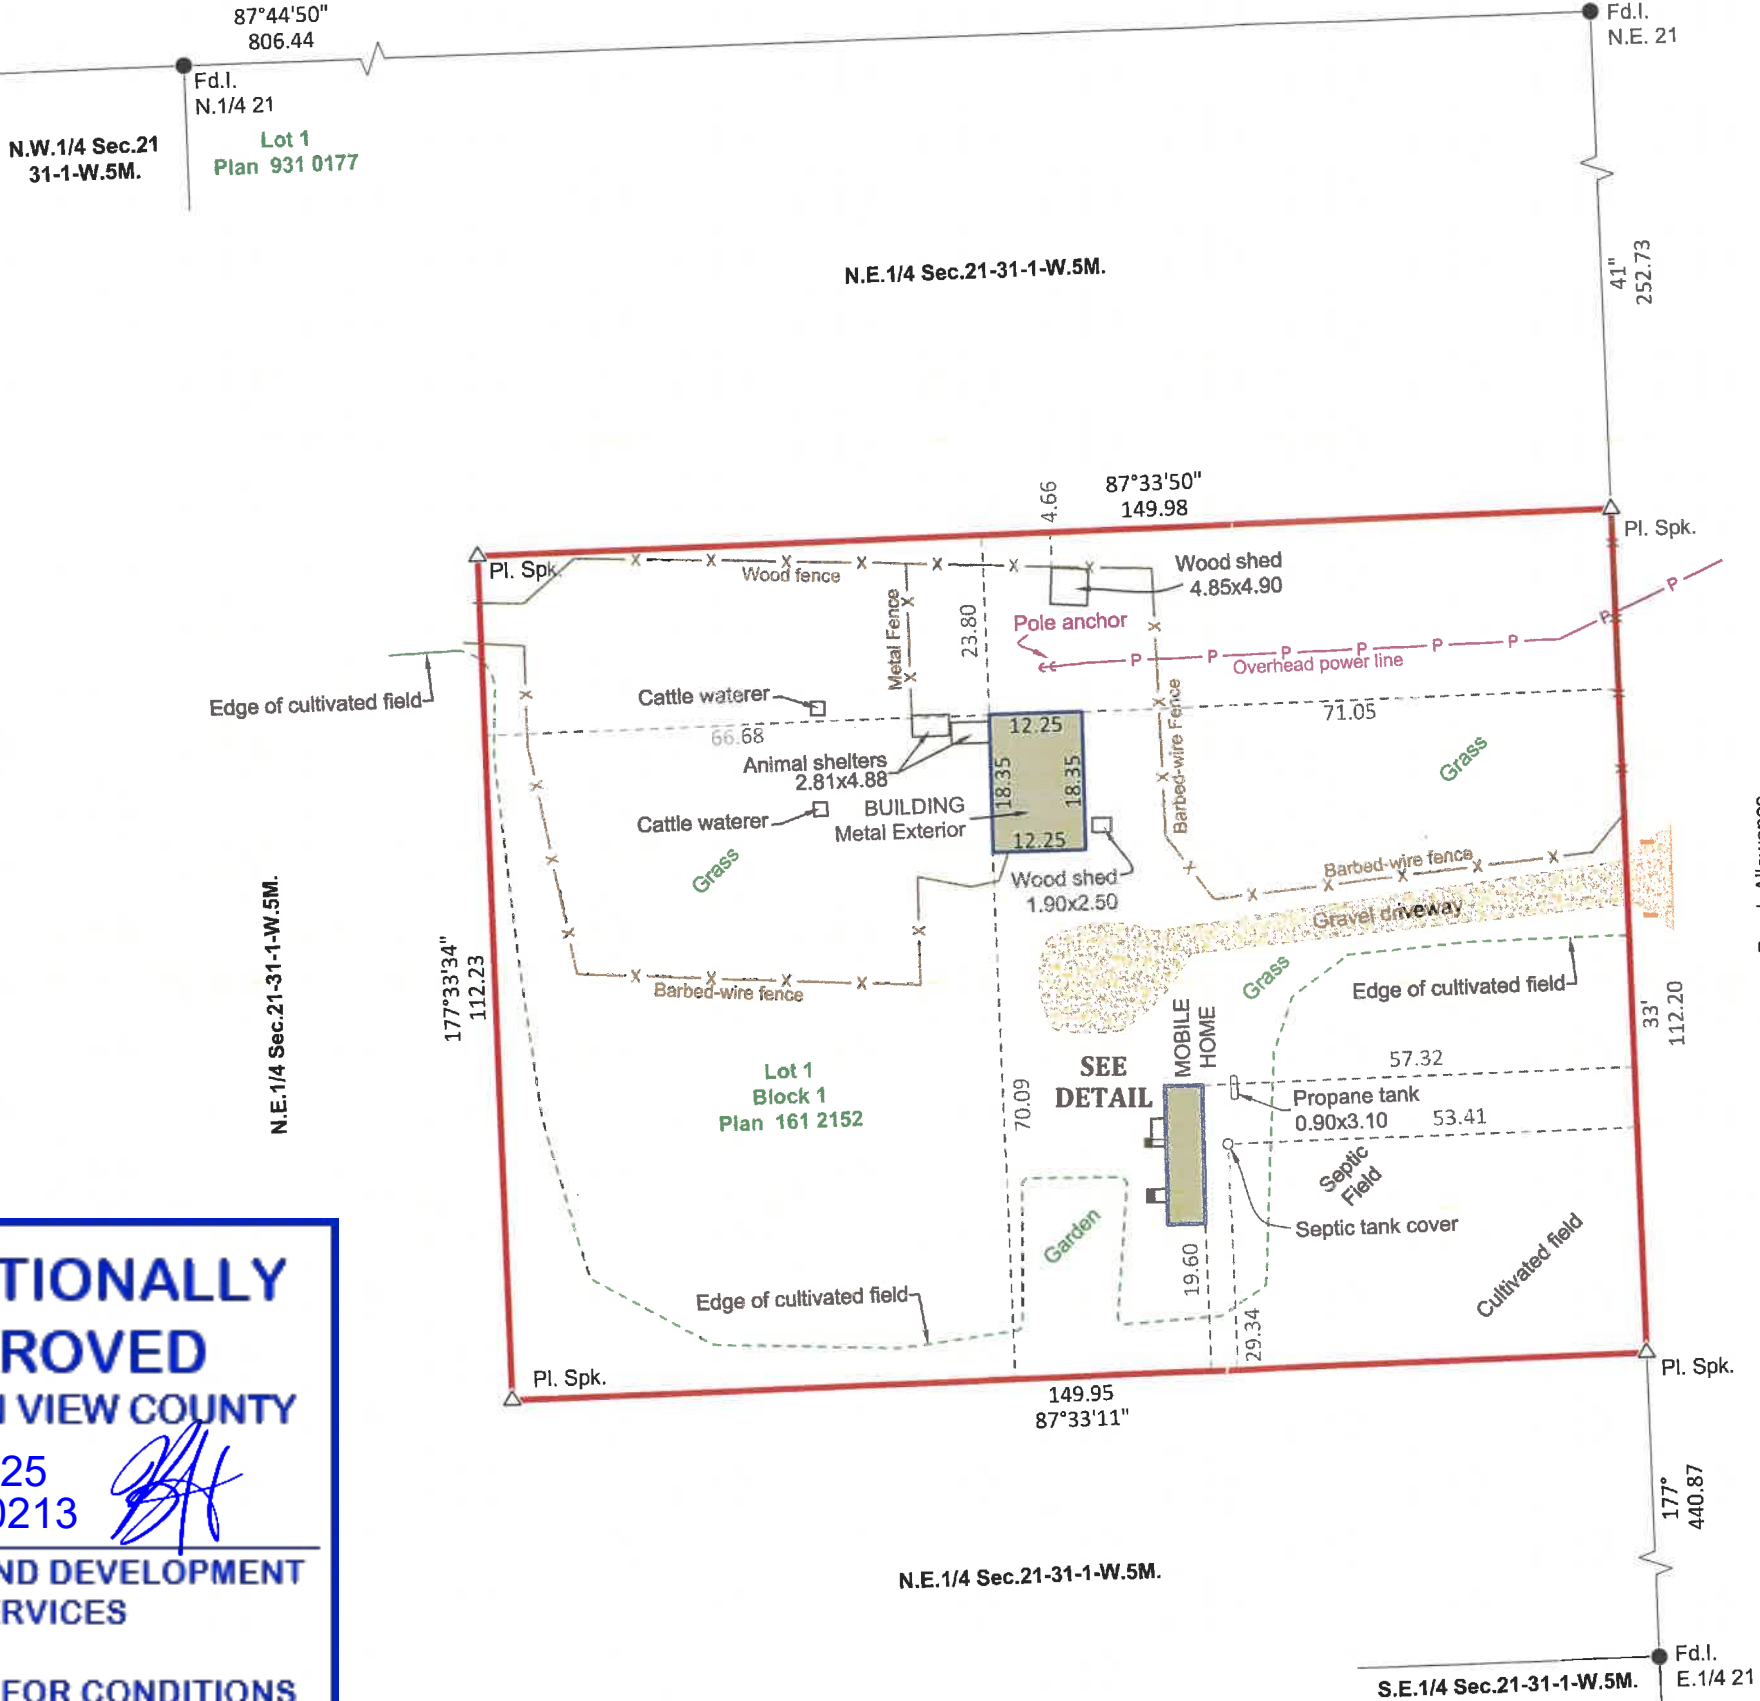 87°44'50"
806.44
Fd.I.
N.E. 21
Fd.I.
N.1/4 21
N.W.1/4 Sec.21
31-1-W.5M.
Lot 1
Plan 931 0177
N.E.1/4 Sec.21-31-1-W.5M.
41"
252.73
87°33'50"
149.98
4.66
Pl. Spk.
Pl. Spk.
Wood fence
Wood shed
4.85x4.90
Metal Fence
23.80
Pole anchor
Overhead power line
Edge of cultivated field
Cattle waterer
66.68
71.05
12.25
Animal shelters
2.81x4.88
18.35
18.35
BUILDING
Metal Exterior
Cattle waterer
12.25
Barbed-wire Fence
Grass
Grass
Wood shed
1.90x2.50
Barbed-wire fence
Gravel driveway
N.E.1/4 Sec.21-31-1-W.5M.
177°33'34"
112.23
Barbed-wire fence
Grass
Edge of cultivated field
33'
112.20
MOBILE
HOME
SEE
DETAIL
57.32
Lot 1
Block 1
Plan 161 2152
70.09
Propane tank
0.90x3.10
53.41
Septic
Field
Septic tank cover
Garden
19.60
29.34
Cultivated field
Edge of cultivated field
Pl. Spk.
Pl. Spk.
149.95
87°33'11"
TIONALLY
ROVED
VIEW COUNTY
25
0213
ND DEVELOPMENT
ERVICES
FOR CONDITIONS
177°
440.87
N.E.1/4 Sec.21-31-1-W.5M.
Fd.I.
E.1/4 21
S.E.1/4 Sec.21-31-1-W.5M.